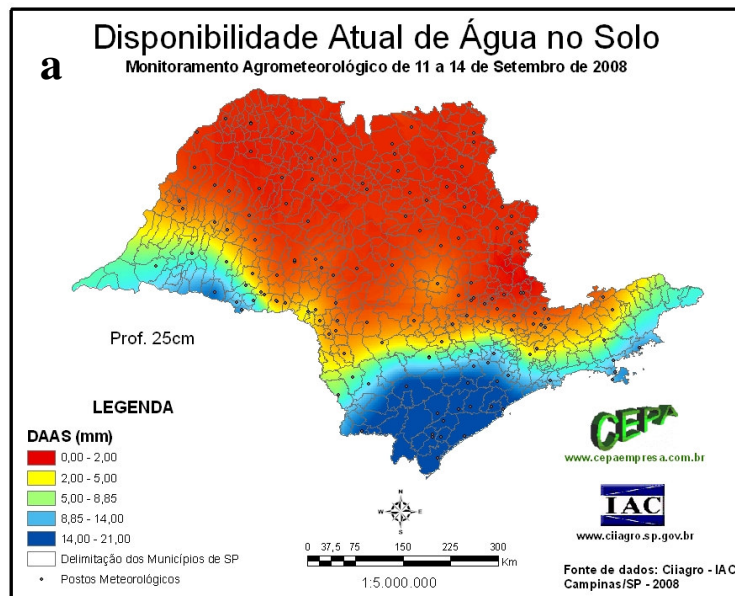 a
Disponibilidade Atual de Água no Solo
Monitoramento Agrometeorológico de 11 a 14 de Setembro de 2008
Prof. 25cm
LEGENDA
DAAS (mm)
0,00 - 2,00
2,00 - 5,00
5,00 - 8,85
8,85 - 14,00
14,00 - 21,00
Delimitação dos Municípios de SP
Postos Meteorológicos
N
W E
S
0 37,5 75 150 225 300
Km
1:5.000.000
CEPA
www.cepaempresa.com.br
IAC
www.ciiagro.sp.gov.br
Fonte de dados: Ciiagro - IAC
Campinas/SP - 2008